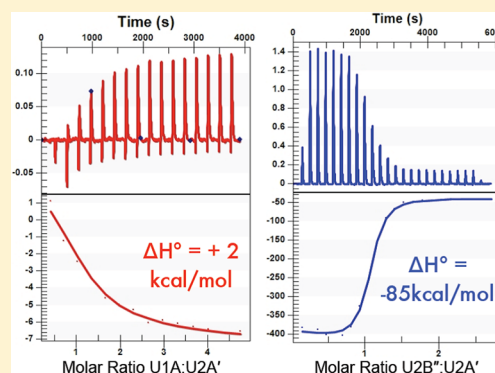 Time (s)
0 1000 2000 3000 4000
0.10
0.05
0
-0.05
1
0
-1
-2
-3
-4
-5
-6
-7
ΔH° = + 2
kcal/mol
0 1 2 3 4
Molar Ratio U1A:U2A′
Time (s)
0 2000 4000 600
1.4
1.2
1.0
0.8
0.6
0.4
0.2
0
-50
-100
-150
-200
-250
-300
-350
-400
ΔH° =
-85kcal/mol
0 1 2
Molar Ratio U2B″:U2A′